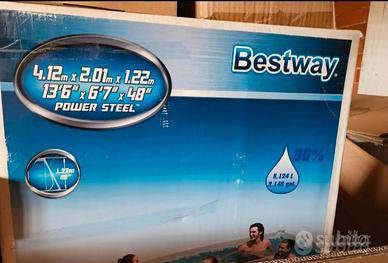 4.12m x 2.01m x 1.22m
13'6" x 6'7" x 48"
POWER STEEL™
Bestway®
1.22m
48"
90%
8,124 L
2,146 gal.
subito